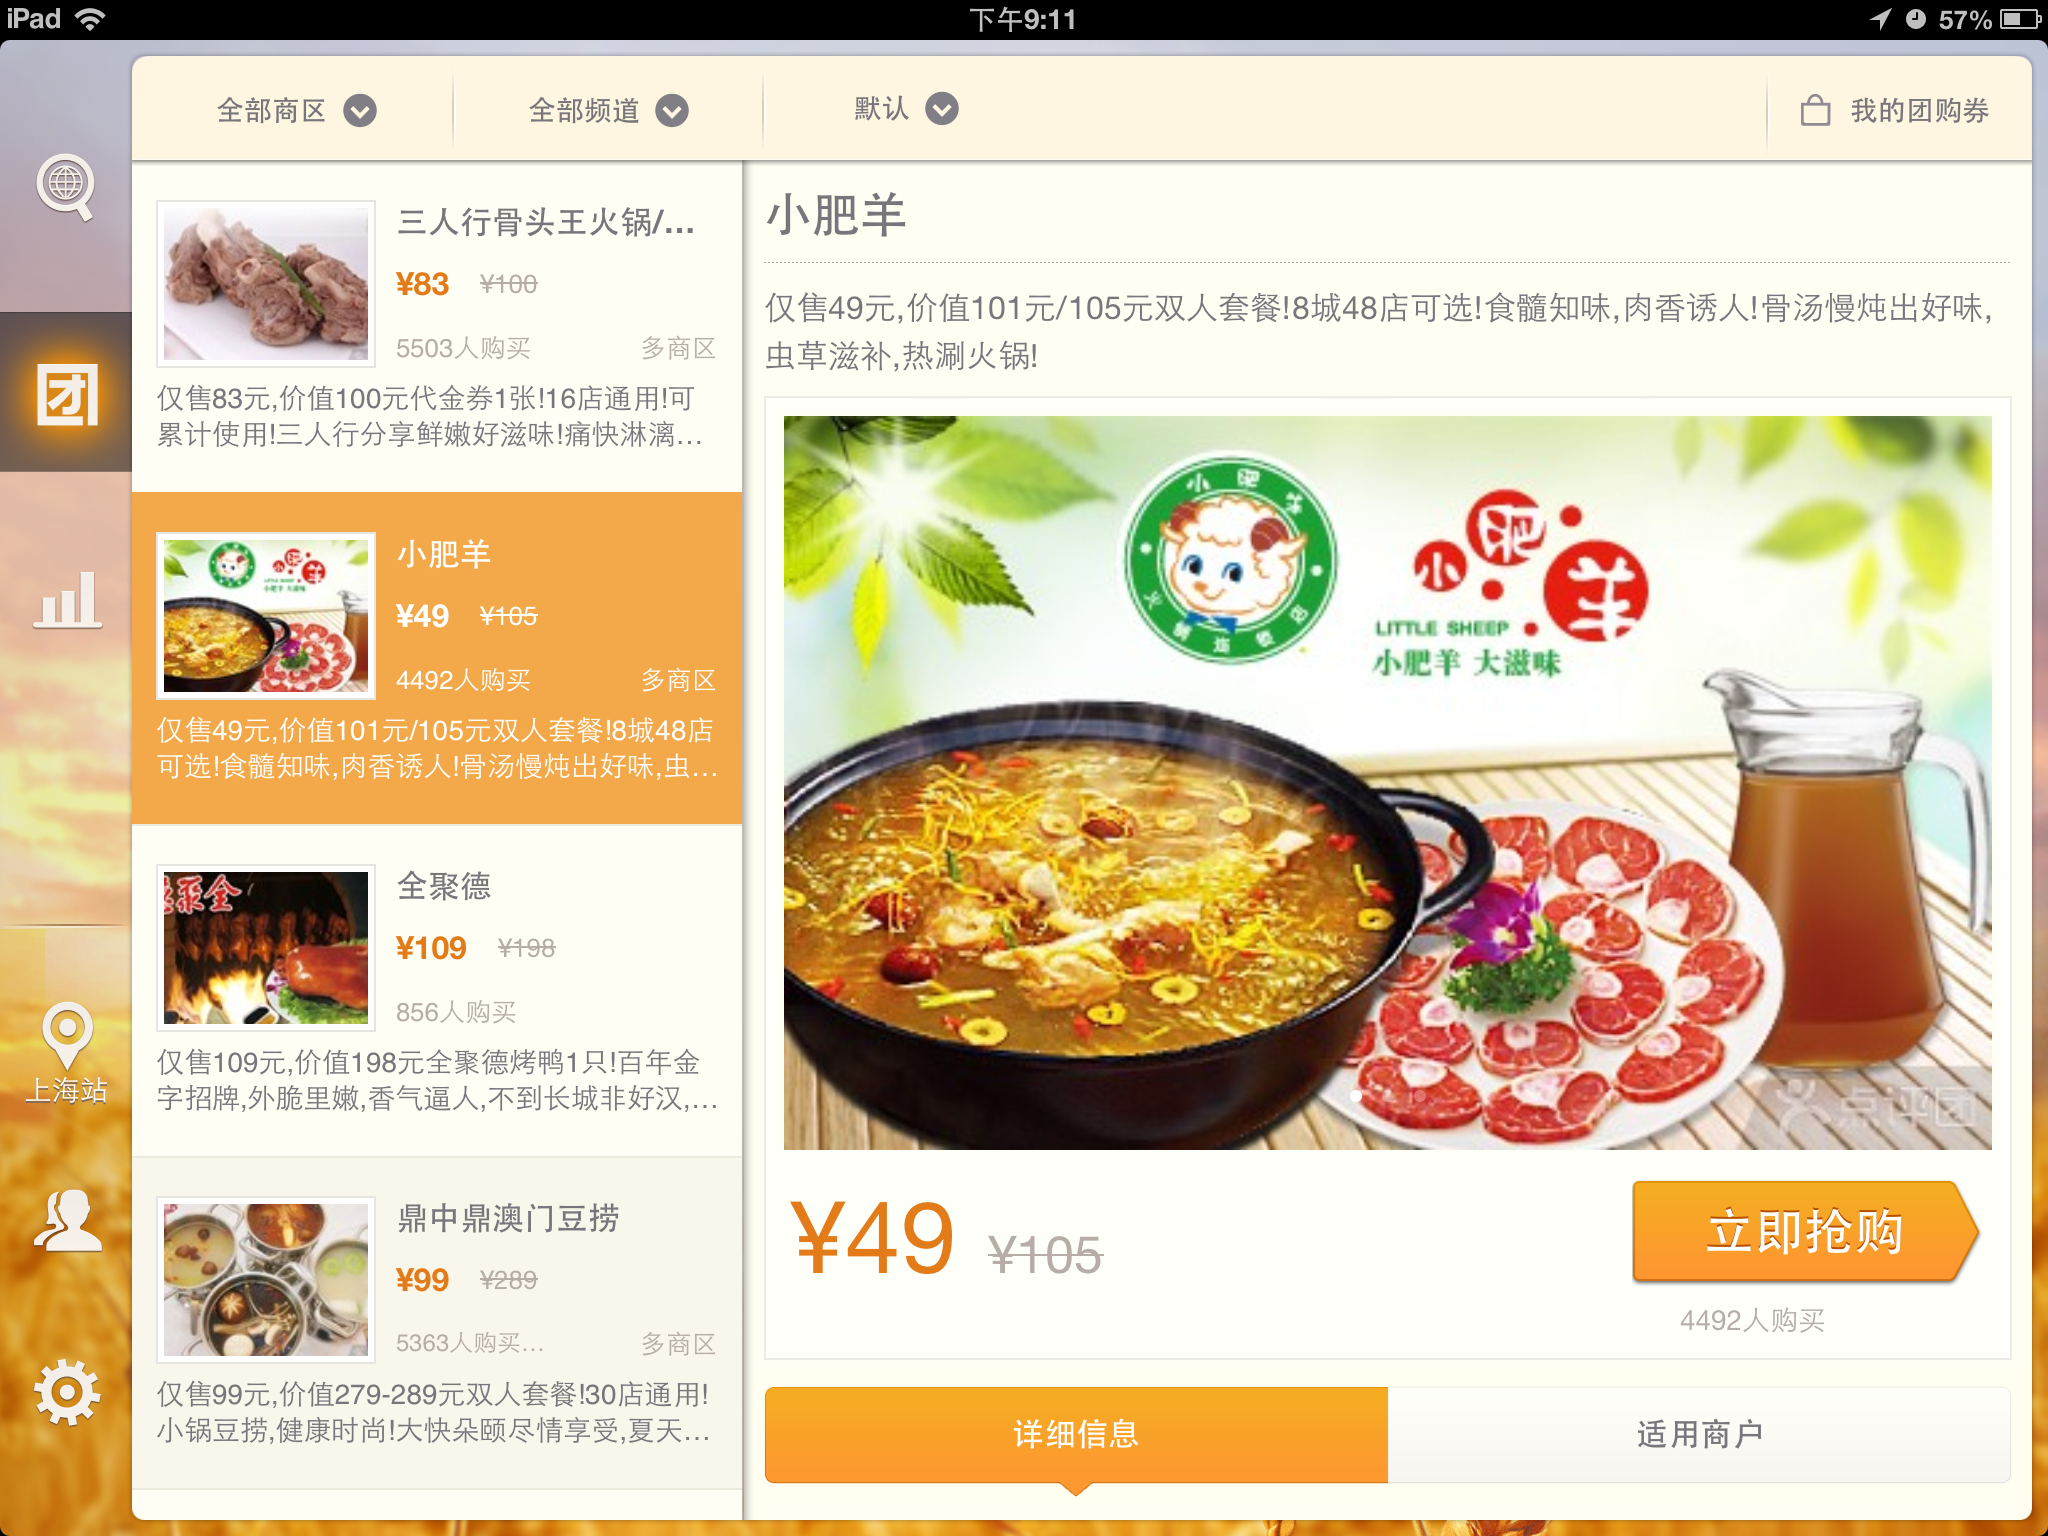 iPad
下午9:11
57%
全部商区
全部频道
默认
我的团购券
团
上海站
三人行骨头王火锅/...
¥83 ¥100
5503人购买 多商区
仅售83元,价值100元代金券1张!16店通用!可
累计使用!三人行分享鲜嫩好滋味!痛快淋漓...
小肥羊
¥49 ¥105
4492人购买 多商区
仅售49元,价值101元/105元双人套餐!8城48店
可选!食髓知味,肉香诱人!骨汤慢炖出好味,虫...
全聚德
¥109 ¥198
856人购买
仅售109元,价值198元全聚德烤鸭1只!百年金
字招牌,外脆里嫩,香气逼人,不到长城非好汉,...
鼎中鼎澳门豆捞
¥99 ¥289
5363人购买... 多商区
仅售99元,价值279-289元双人套餐!30店通用!
小锅豆捞,健康时尚!大快朵颐尽情享受,夏天...
小肥羊
仅售49元,价值101元/105元双人套餐!8城48店可选!食髓知味,肉香诱人!骨汤慢炖出好味,
虫草滋补,热涮火锅!
小肥羊
火锅连锁店
小肥羊
LITTLE SHEEP
小肥羊 大滋味
点评团
¥49 ¥105
立即抢购
4492人购买
详细信息
适用商户